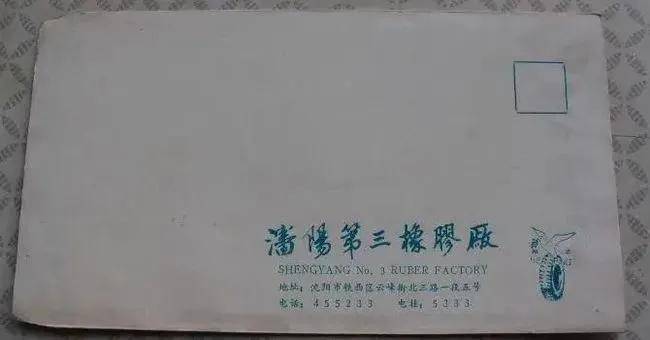 瀋陽第三橡膠廠
SHENGYANG No. 3 RUBER FACTORY
地址：沈阳市铁西区云峰街北三路一段五号
电话：455233 电挂：5333